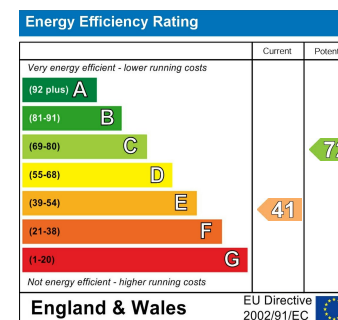 Energy Efficiency Rating
Current
Very energy efficient - lower running costs
(92 plus) A
(81-91) B
(69-80) C
(55-68) D
(39-54) E
41
(21-38) F
(1-20) G
Not energy efficient - higher running costs
England & Wales
EU Directive
2002/91/EC